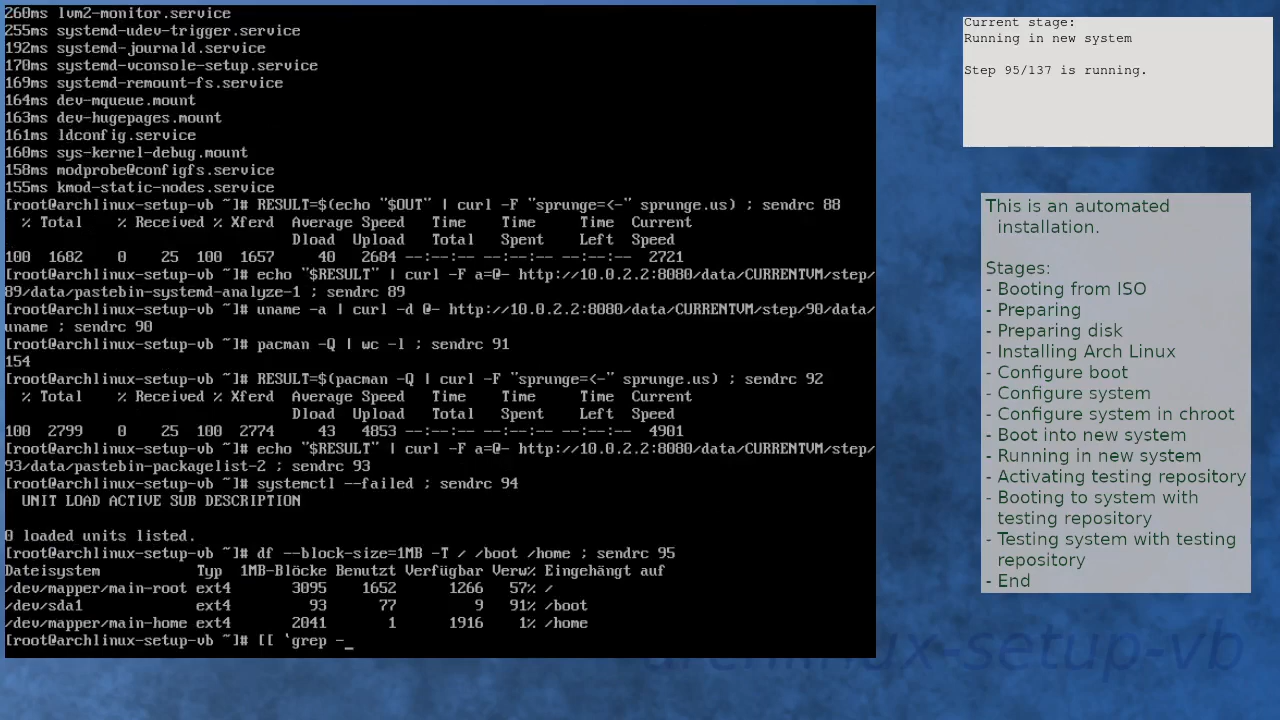 260ms lvm2-monitor.service
255ms systemd-udev-trigger.service
192ms systemd-journald.service
170ms systemd-vconsole-setup.service
169ms systemd-remount-fs.service
164ms dev-mqueue.mount
163ms dev-hugepages.mount
161ms ldconfig.service
160ms sys-kernel-debug.mount
158ms modprobe@configfs.service
155ms kmod-static-nodes.service
[root@archlinux-setup-vb ~]# RESULT=$(echo "$OUT" | curl -F "sprunge=<-" sprunge.us) ; sendrc 88
  % Total    % Received % Xferd  Average Speed   Time    Time     Time  Current
                                 Dload  Upload   Total   Spent    Left  Speed
100  1682    0    25  100  1657     40   2684 --:--:-- --:--:-- --:--:--  2721
[root@archlinux-setup-vb ~]# echo "$RESULT" | curl -F a=@- http://10.0.2.2:8080/data/CURRENTVM/step/
89/data/pastebin-systemd-analyze-1 ; sendrc 89
[root@archlinux-setup-vb ~]# uname -a | curl -d @- http://10.0.2.2:8080/data/CURRENTVM/step/90/data/
uname ; sendrc 90
[root@archlinux-setup-vb ~]# pacman -Q | wc -l ; sendrc 91
154
[root@archlinux-setup-vb ~]# RESULT=$(pacman -Q | curl -F "sprunge=<-" sprunge.us) ; sendrc 92
  % Total    % Received % Xferd  Average Speed   Time    Time     Time  Current
                                 Dload  Upload   Total   Spent    Left  Speed
100  2799    0    25  100  2774     43   4853 --:--:-- --:--:-- --:--:--  4901
[root@archlinux-setup-vb ~]# echo "$RESULT" | curl -F a=@- http://10.0.2.2:8080/data/CURRENTVM/step/
93/data/pastebin-packagelist-2 ; sendrc 93
[root@archlinux-setup-vb ~]# systemctl --failed ; sendrc 94
  UNIT LOAD ACTIVE SUB DESCRIPTION
0 loaded units listed.
[root@archlinux-setup-vb ~]# df --block-size=1MB -T / /boot /home ; sendrc 95
Dateisystem           Typ  1MB-Blöcke Benutzt Verfügbar Verw% Eingehängt auf
/dev/mapper/main-root ext4       3095    1652      1266   57% /
/dev/sda1             ext4         93      77         9   91% /boot
/dev/mapper/main-home ext4       2041       1      1916    1% /home
[root@archlinux-setup-vb ~]# [[ `grep -_
Current stage:
Running in new system
Step 95/137 is running.
This is an automated
installation.
Stages:
- Booting from ISO
- Preparing
- Preparing disk
- Installing Arch Linux
- Configure boot
- Configure system
- Configure system in chroot
- Boot into new system
- Running in new system
- Activating testing repository
- Booting to system with
testing repository
- Testing system with testing
repository
- End
archlinux-setup-vb